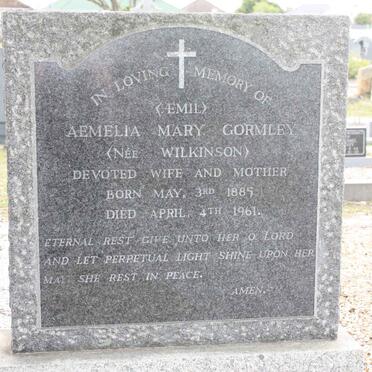 IN LOVING MEMORY OF
(EMIL)
AEMELIA MARY GORMLEY
(NÉE WILKINSON)
DEVOTED WIFE AND MOTHER
BORN MAY, 3RD 1885.
DIED APRIL, 4TH 1961.
ETERNAL REST GIVE UNTO HER O LORD
AND LET PERPETUAL LIGHT SHINE UPON HER
MAY SHE REST IN PEACE.
AMEN.